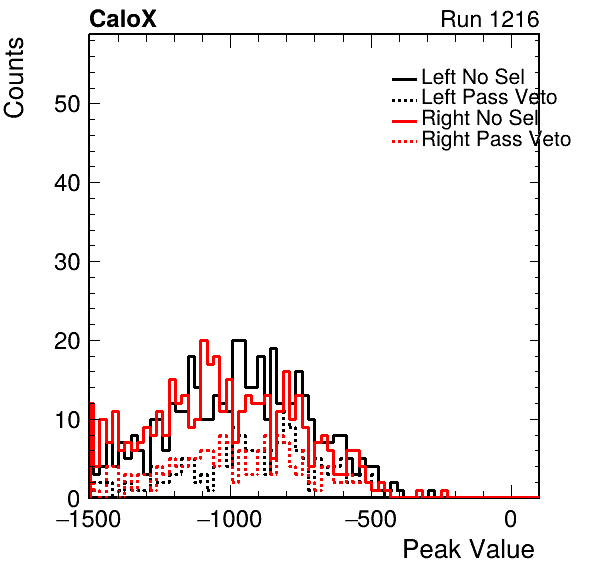 CaloX Run 1216
Counts
Left No Sel
Left Pass Veto
Right No Sel
Right Pass Veto
50
40
30
20
10
0
−1500 −1000 −500 0
Peak Value